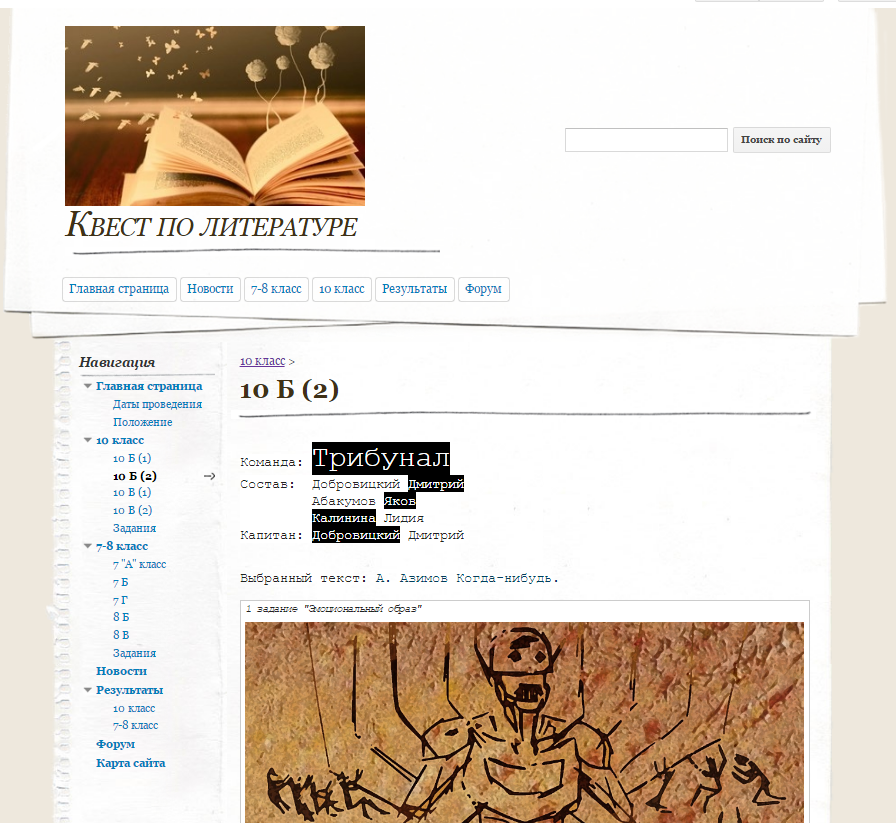 Квест по литературе
Поиск по сайту
Главная страница Новости 7-8 класс 10 класс Результаты Форум
Навигация
Главная страница
Даты проведения
Положение
10 класс
10 Б (1)
10 Б (2)
10 В (1)
10 В (2)
Задания
7-8 класс
7 "А" класс
7 Б
7 Г
8 Б
8 В
Задания
Новости
Результаты
10 класс
7-8 класс
Форум
Карта сайта
10 класс >
10 Б (2)
Команда: Трибунал
Состав: Добровицкий Дмитрий
Абакумов Яков
Калинина Лидия
Капитан: Добровицкий Дмитрий
Выбранный текст: А. Азимов Когда-нибудь.
1 задание "Эмоциональный образ"